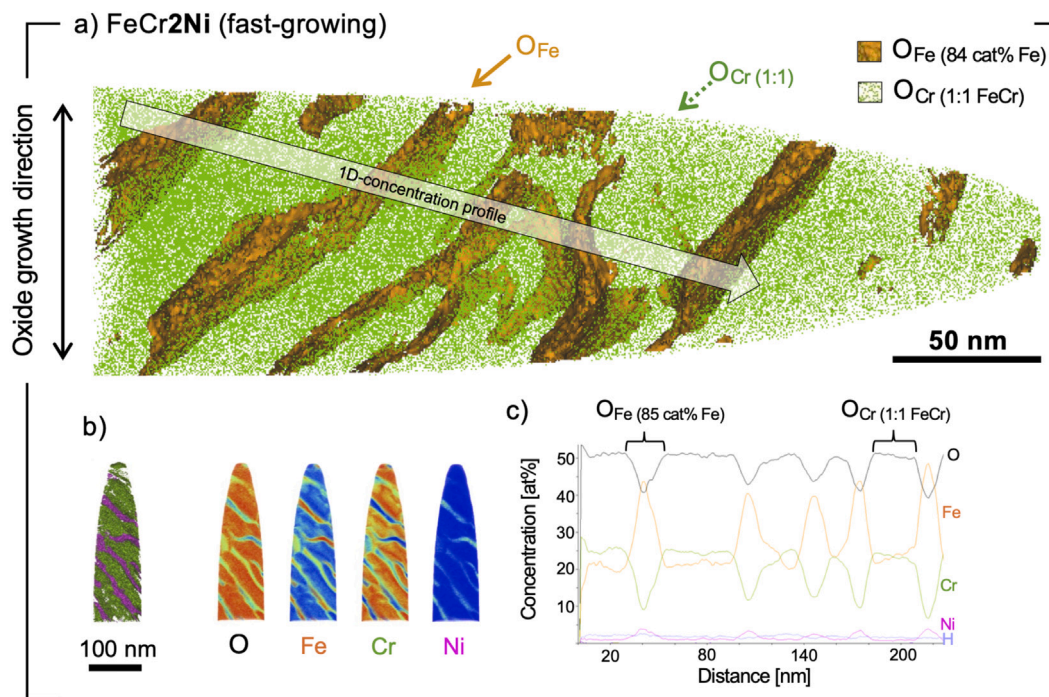 a) FeCr2Ni (fast-growing)
OFe
OCr (1:1)
OFe (84 cat% Fe)
OCr (1:1 FeCr)
Oxide growth direction
1D-concentration profile
50 nm
b)
100 nm
O
Fe
Cr
Ni
c)
OFe (85 cat% Fe)
OCr (1:1 FeCr)
Concentration [at%]
50
40
30
20
10
O
Fe
Cr
Ni
H
20
80
140
200
Distance [nm]